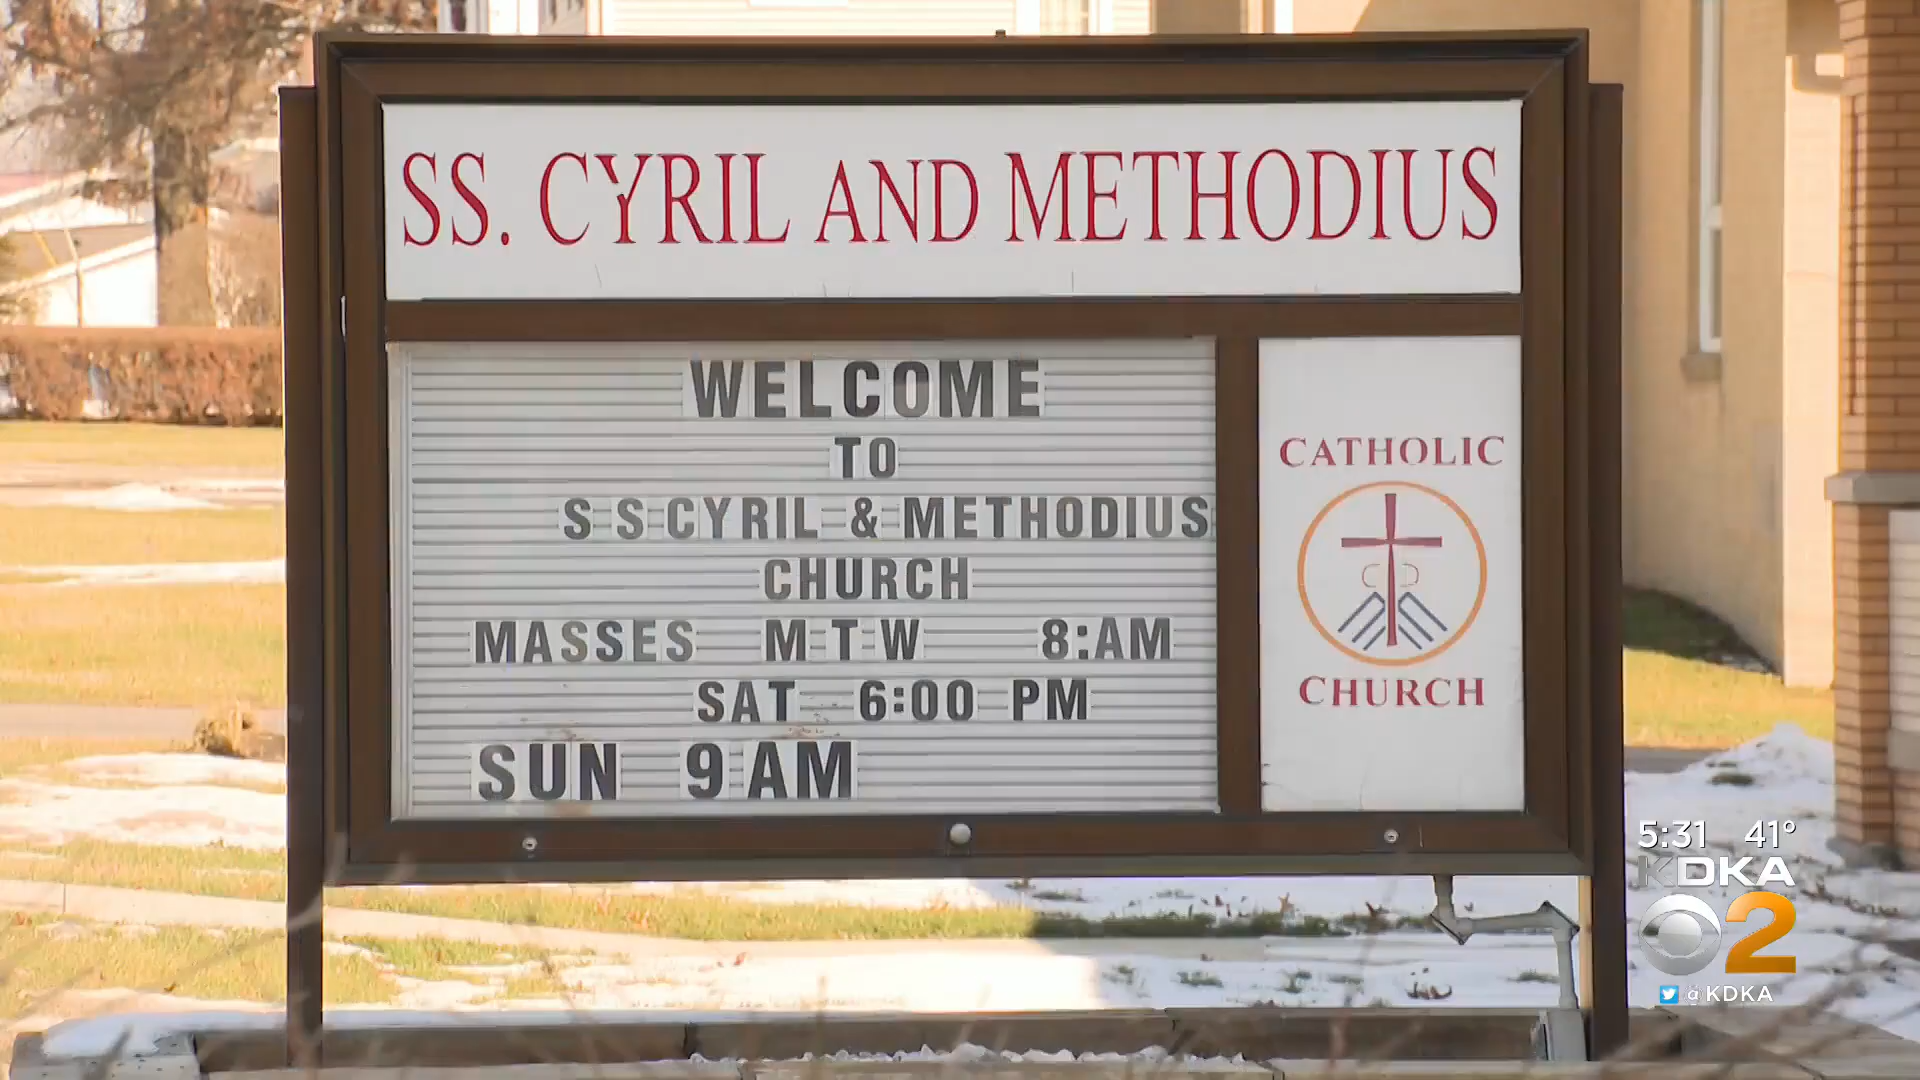 SS. CYRIL AND METHODIUS
WELCOME
TO
S S CYRIL & METHODIUS
CHURCH
MASSES M T W 8:AM
SAT 6:00 PM
SUN 9 AM
CATHOLIC
CHURCH
5:31 41°
KDKA
2
@KDKA